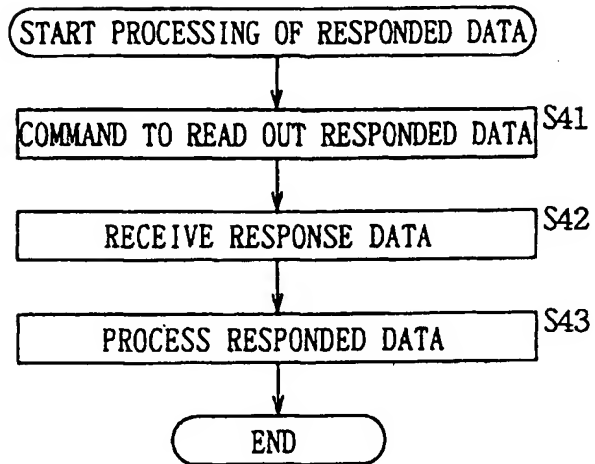 START PROCESSING OF RESPONDED DATA
COMMAND TO READ OUT RESPONDED DATA
S41
RECEIVE RESPONSE DATA
S42
PROCESS RESPONDED DATA
S43
END